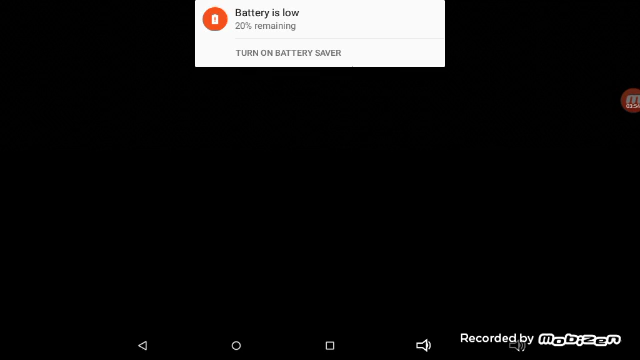 Battery is low
20% remaining
TURN ON BATTERY SAVER
Recorded by Mobizen